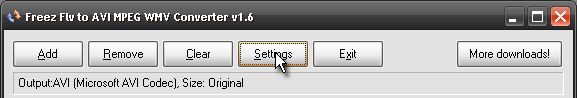 Freez Flv to AVI MPEG WMV Converter v1.6
Add Remove Clear Settings Exit More downloads!
Output:AVI (Microsoft AVI Codec), Size: Original